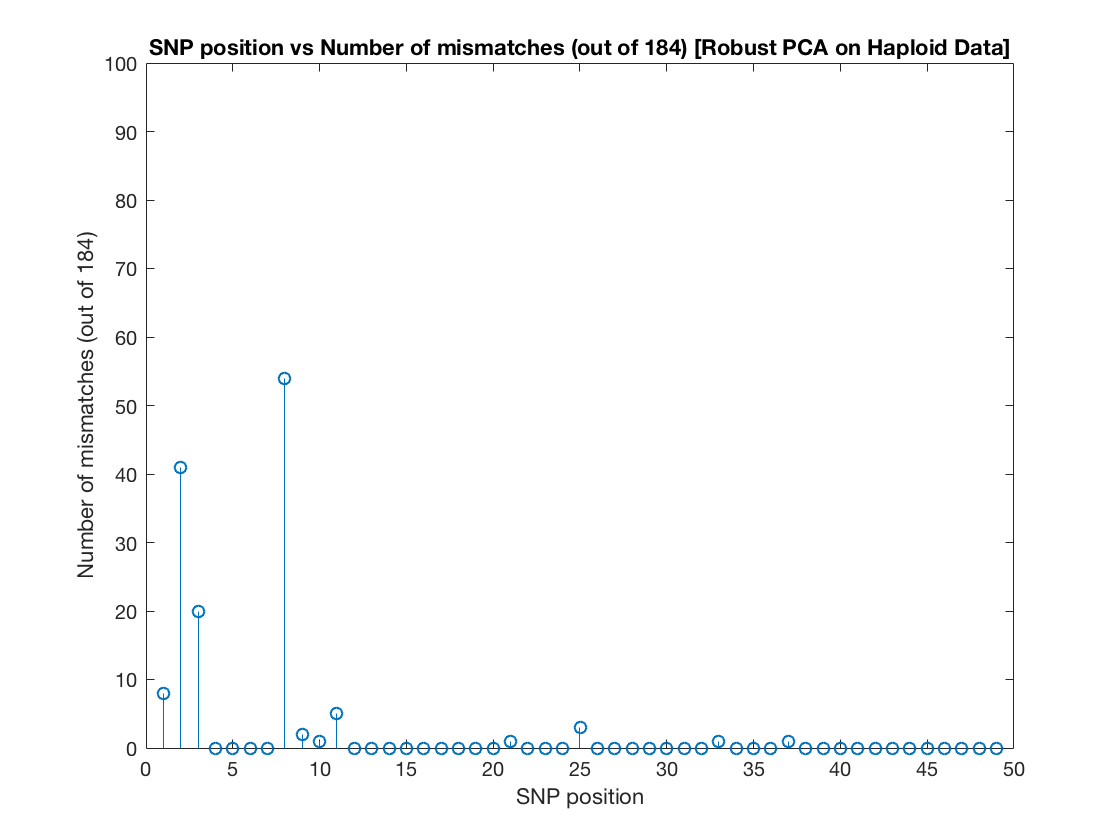 SNP position vs Number of mismatches (out of 184) [Robust PCA on Haploid Data]
100
90
80
70
60
50
40
30
20
10
0
Number of mismatches (out of 184)
0 5 10 15 20 25 30 35 40 45 50
SNP position